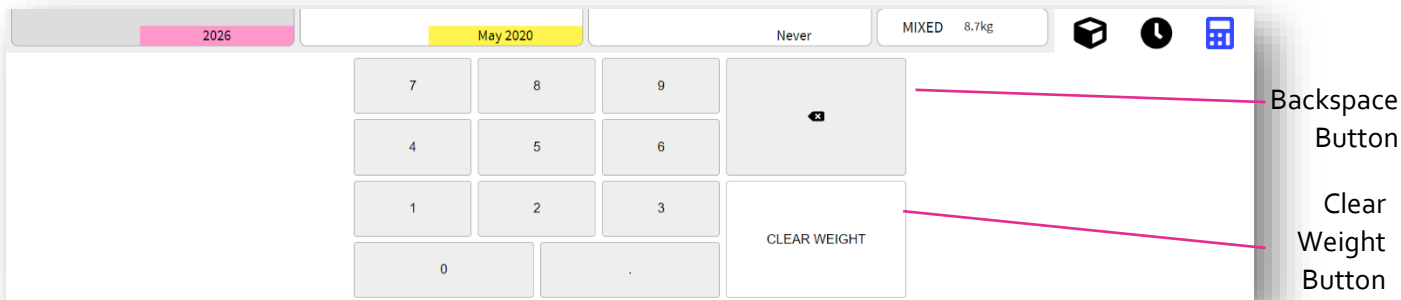 2026 May 2020 Never MIXED 8.7kg
7 8 9
4 5 6
1 2 3
CLEAR WEIGHT
0 .
Backspace
Button
Clear
Weight
Button